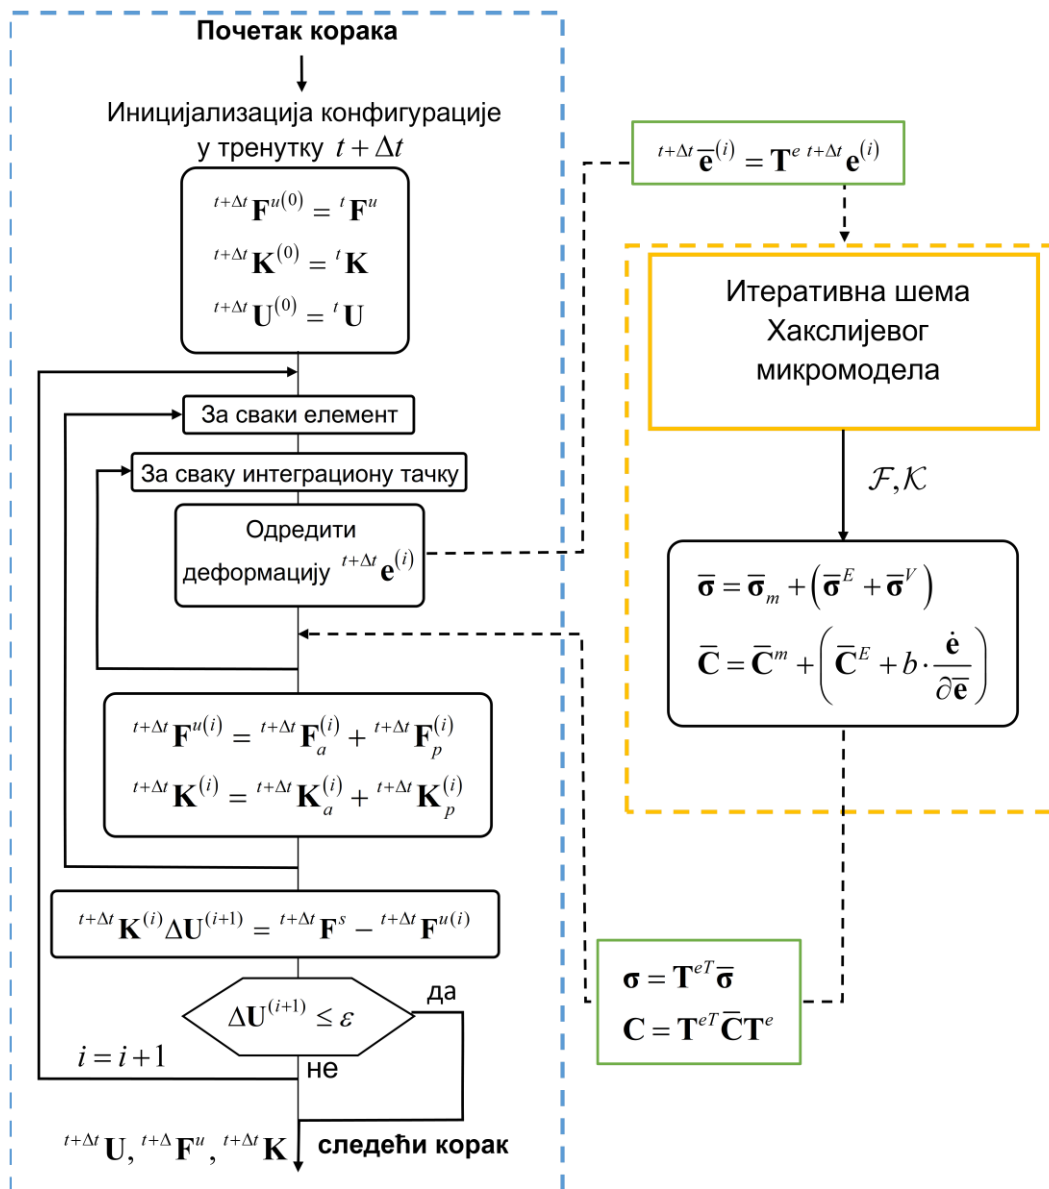 Почетак корака
Иницијализација конфигурације
у тренутку t + Δt
t+Δt F^u(0) = t F^u
t+Δt K^(0) = t K
t+Δt U^(0) = t U
За сваки елемент
За сваку интеграциону тачку
Одредити
деформацију t+Δt e^(i)
t+Δt F^u(i) = t+Δt F_a^(i) + t+Δt F_p^(i)
t+Δt K^(i) = t+Δt K_a^(i) + t+Δt K_p^(i)
t+Δt K^(i) ΔU^(i+1) = t+Δt F^s − t+Δt F^u(i)
ΔU^(i+1) ≤ ε
да
i = i+1
не
t+Δt U, t+Δ F^u, t+Δt K
следећи корак
t+Δt e̅^(i) = T^e t+Δt e^(i)
Итеративна шема
Хакслијевог
микромодела
ℱ, 𝒦
σ̅ = σ̅_m + (σ̅^E + σ̅^V)
C̅ = C̅^m + (C̅^E + b · ė / ∂e̅)
σ = T^eT σ̅
C = T^eT C̅ T^e